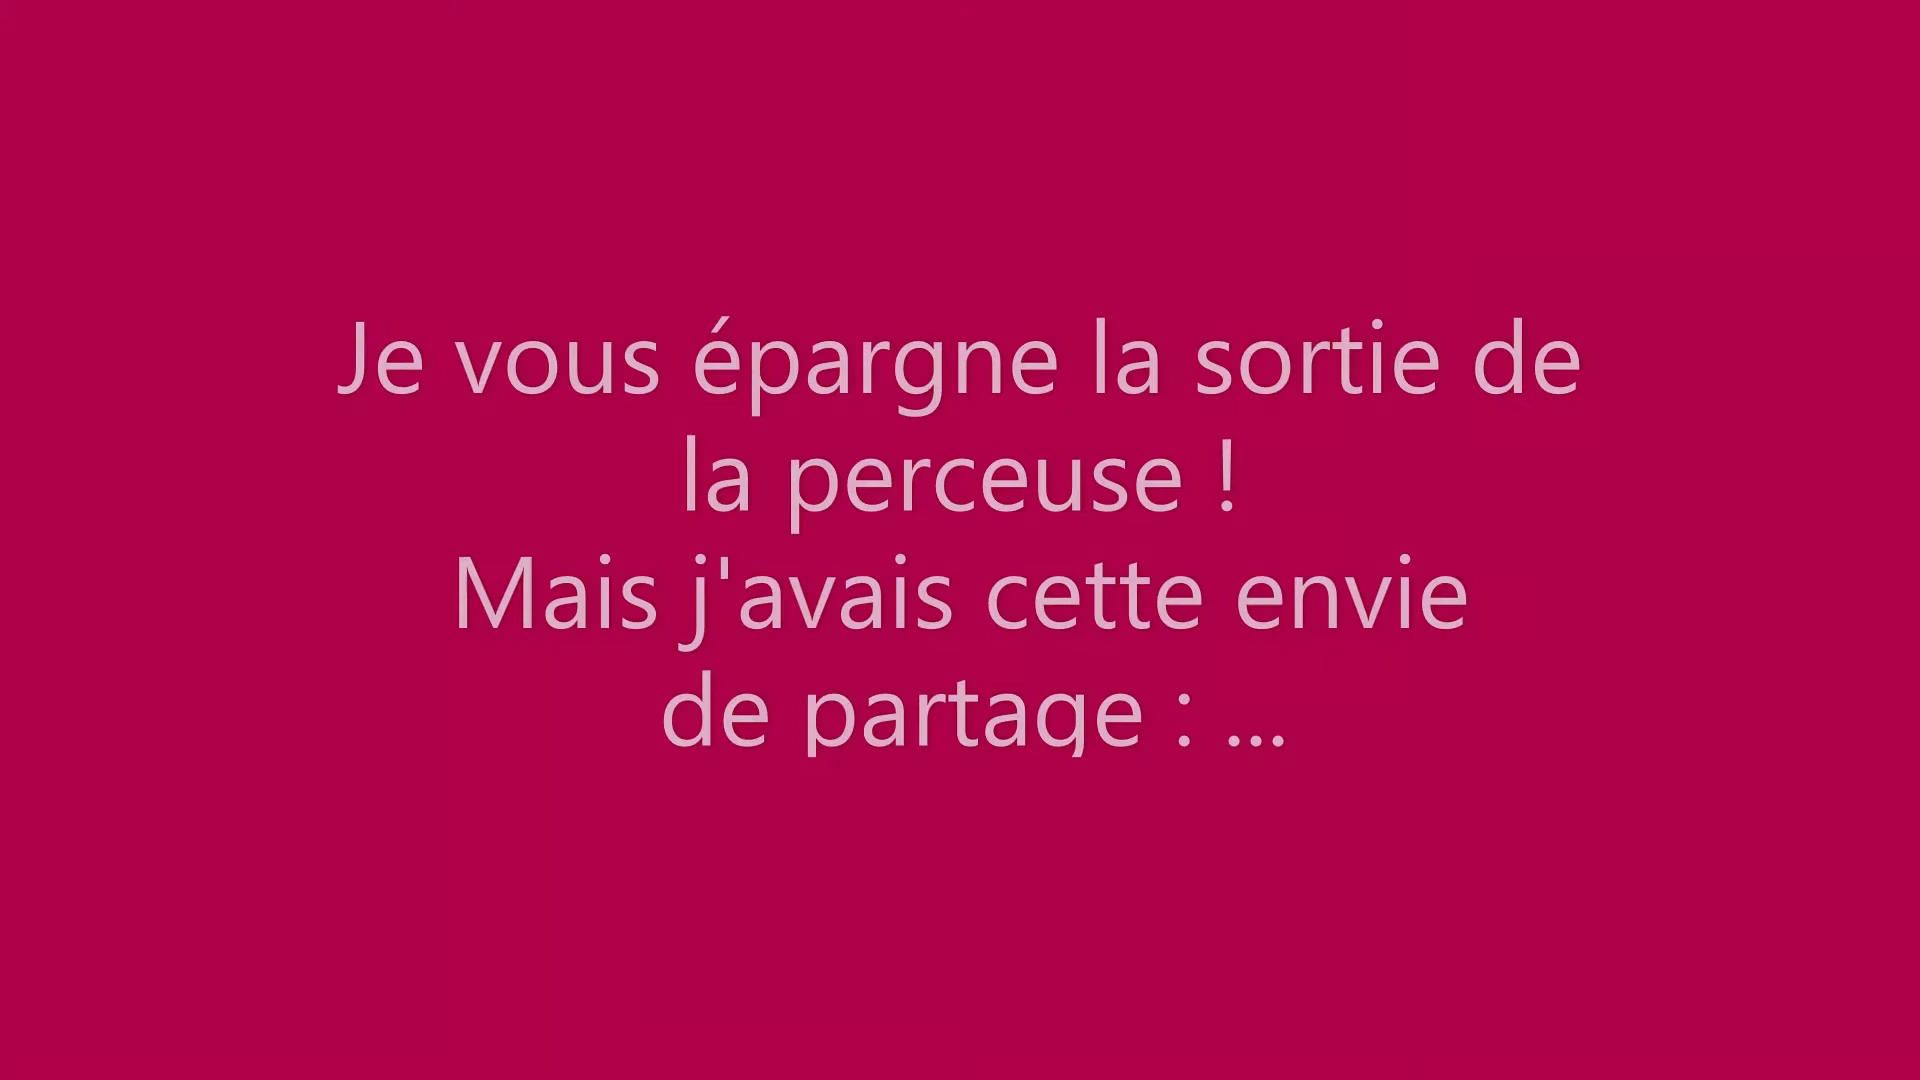 Je vous épargne la sortie de
la perceuse !
Mais j'avais cette envie
de partage : ...